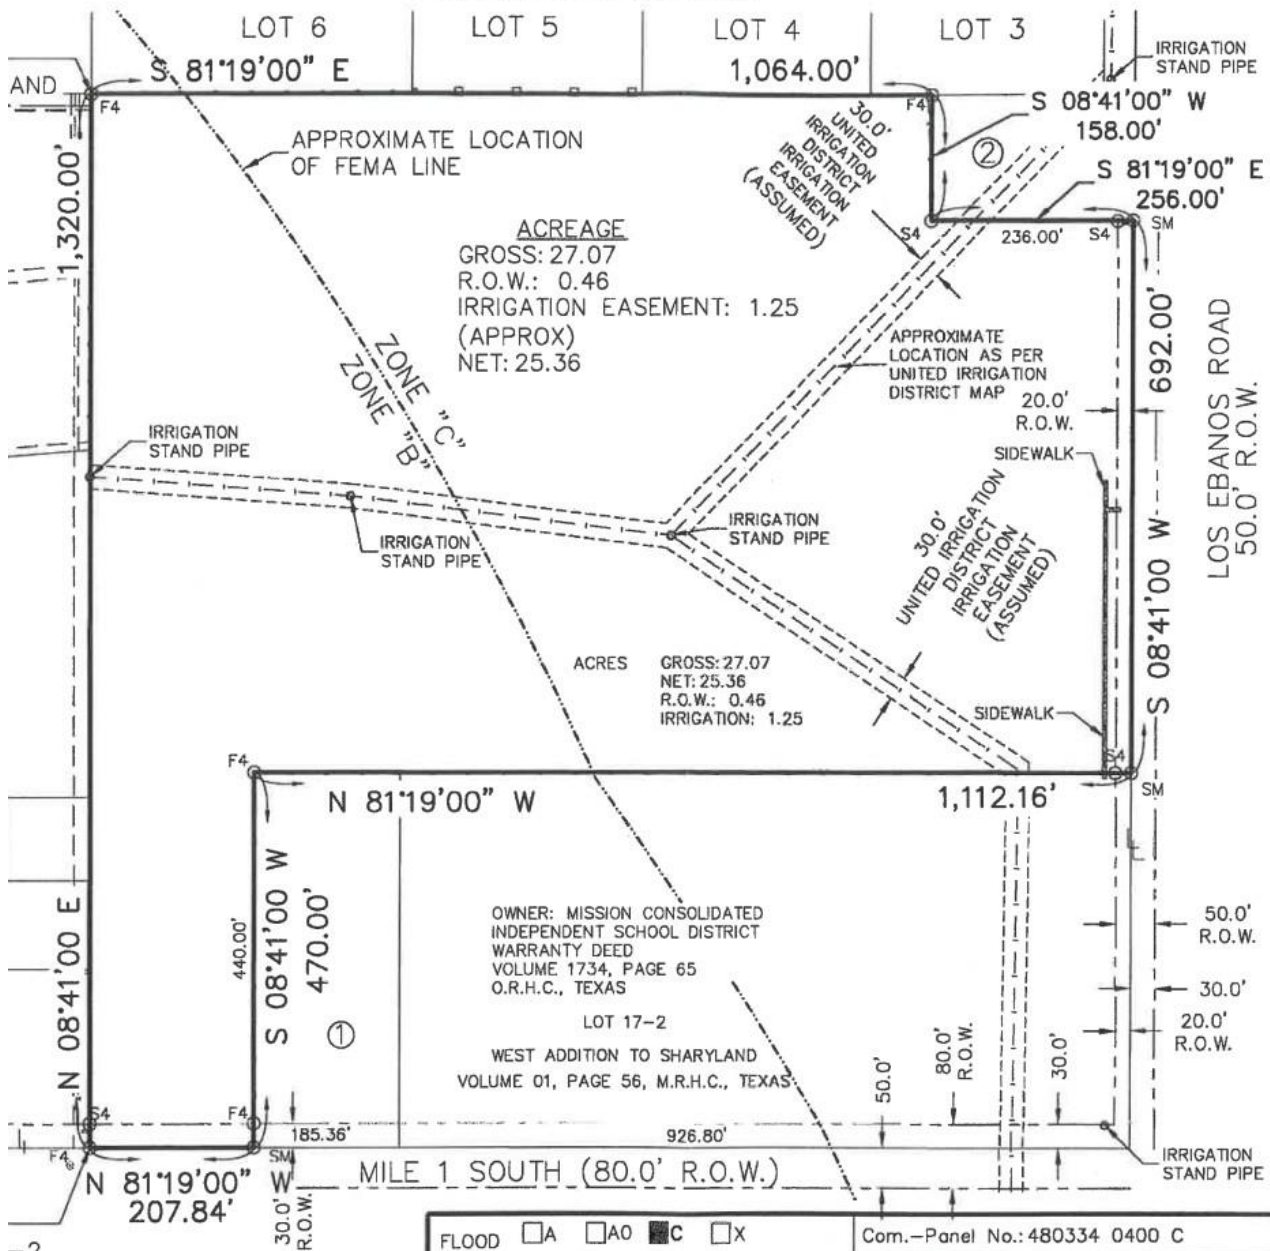 LOT 6
LOT 5
LOT 4
LOT 3
IRRIGATION
STAND PIPE
AND
S 81°19'00" E
1,064.00'
F4
F4
S 08°41'00" W
158.00'
APPROXIMATE LOCATION
OF FEMA LINE
30.0'
UNITED
IRRIGATION
DISTRICT
IRRIGATION
EASEMENT
(ASSUMED)
2
S 81°19'00" E
256.00'
1,320.00'
ACREAGE
GROSS: 27.07
R.O.W.: 0.46
IRRIGATION EASEMENT: 1.25
(APPROX)
NET: 25.36
S4
236.00'
S4
SM
ZONE "C"
ZONE "B"
APPROXIMATE
LOCATION AS PER
UNITED IRRIGATION
DISTRICT MAP
692.00'
LOS EBANOS ROAD
50.0' R.O.W.
20.0'
R.O.W.
IRRIGATION
STAND PIPE
SIDEWALK
IRRIGATION
STAND PIPE
IRRIGATION
STAND PIPE
30.0'
UNITED IRRIGATION
DISTRICT
IRRIGATION
EASEMENT
(ASSUMED)
S 08°41'00 W
ACRES
GROSS: 27.07
NET: 25.36
R.O.W.: 0.46
IRRIGATION: 1.25
SIDEWALK
F4
S4
N 81°19'00" W
1,112.16'
SM
N 08°41'00 E
440.00'
S 08°41'00 W
470.00'
1
OWNER: MISSION CONSOLIDATED
INDEPENDENT SCHOOL DISTRICT
WARRANTY DEED
VOLUME 1734, PAGE 65
O.R.H.C., TEXAS
LOT 17-2
WEST ADDITION TO SHARYLAND
VOLUME 01, PAGE 56, M.R.H.C., TEXAS
50.0'
R.O.W.
30.0'
20.0'
R.O.W.
50.0'
80.0'
R.O.W.
30.0'
S4
F4
185.36'
926.80'
F4
SM
MILE 1 SOUTH (80.0' R.O.W.)
IRRIGATION
STAND PIPE
N 81°19'00" W
207.84'
30.0'
R.O.W.
FLOOD
A
AO
C
X
Com.-Panel No.: 480334 0400 C
-2